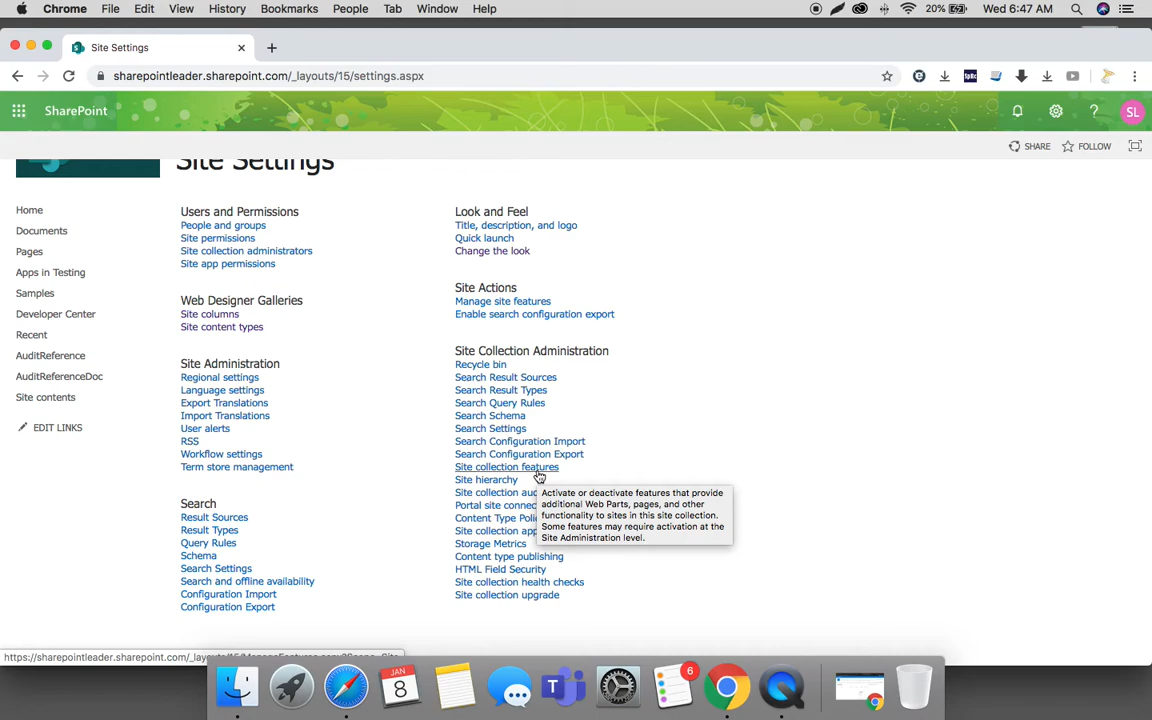 Chrome File Edit View History Bookmarks People Tab Window Help 20% Wed 6:47 AM
Site Settings
sharepointleader.sharepoint.com/_layouts/15/settings.aspx
SharePoint SL
SHARE FOLLOW
Site Settings
Home
Documents
Pages
Apps in Testing
Samples
Developer Center
Recent
AuditReference
AuditReferenceDoc
Site contents
EDIT LINKS
Users and Permissions
People and groups
Site permissions
Site collection administrators
Site app permissions
Web Designer Galleries
Site columns
Site content types
Site Administration
Regional settings
Language settings
Export Translations
Import Translations
User alerts
RSS
Workflow settings
Term store management
Search
Result Sources
Result Types
Query Rules
Schema
Search Settings
Search and offline availability
Configuration Import
Configuration Export
Look and Feel
Title, description, and logo
Quick launch
Change the look
Site Actions
Manage site features
Enable search configuration export
Site Collection Administration
Recycle bin
Search Result Sources
Search Result Types
Search Query Rules
Search Schema
Search Settings
Search Configuration Import
Search Configuration Export
Site collection features
Site hierarchy
Site collection aud
Portal site connec
Content Type Poli
Site collection app
Storage Metrics
Content type publishing
HTML Field Security
Site collection health checks
Site collection upgrade
Activate or deactivate features that provide
additional Web Parts, pages, and other
functionality to sites in this site collection.
Some features may require activation at the
Site Administration level.
https://sharepointleader.sharepoint.com/_layouts/15/ManageFeatures.aspx?Scope=Site
JAN
8
T
6